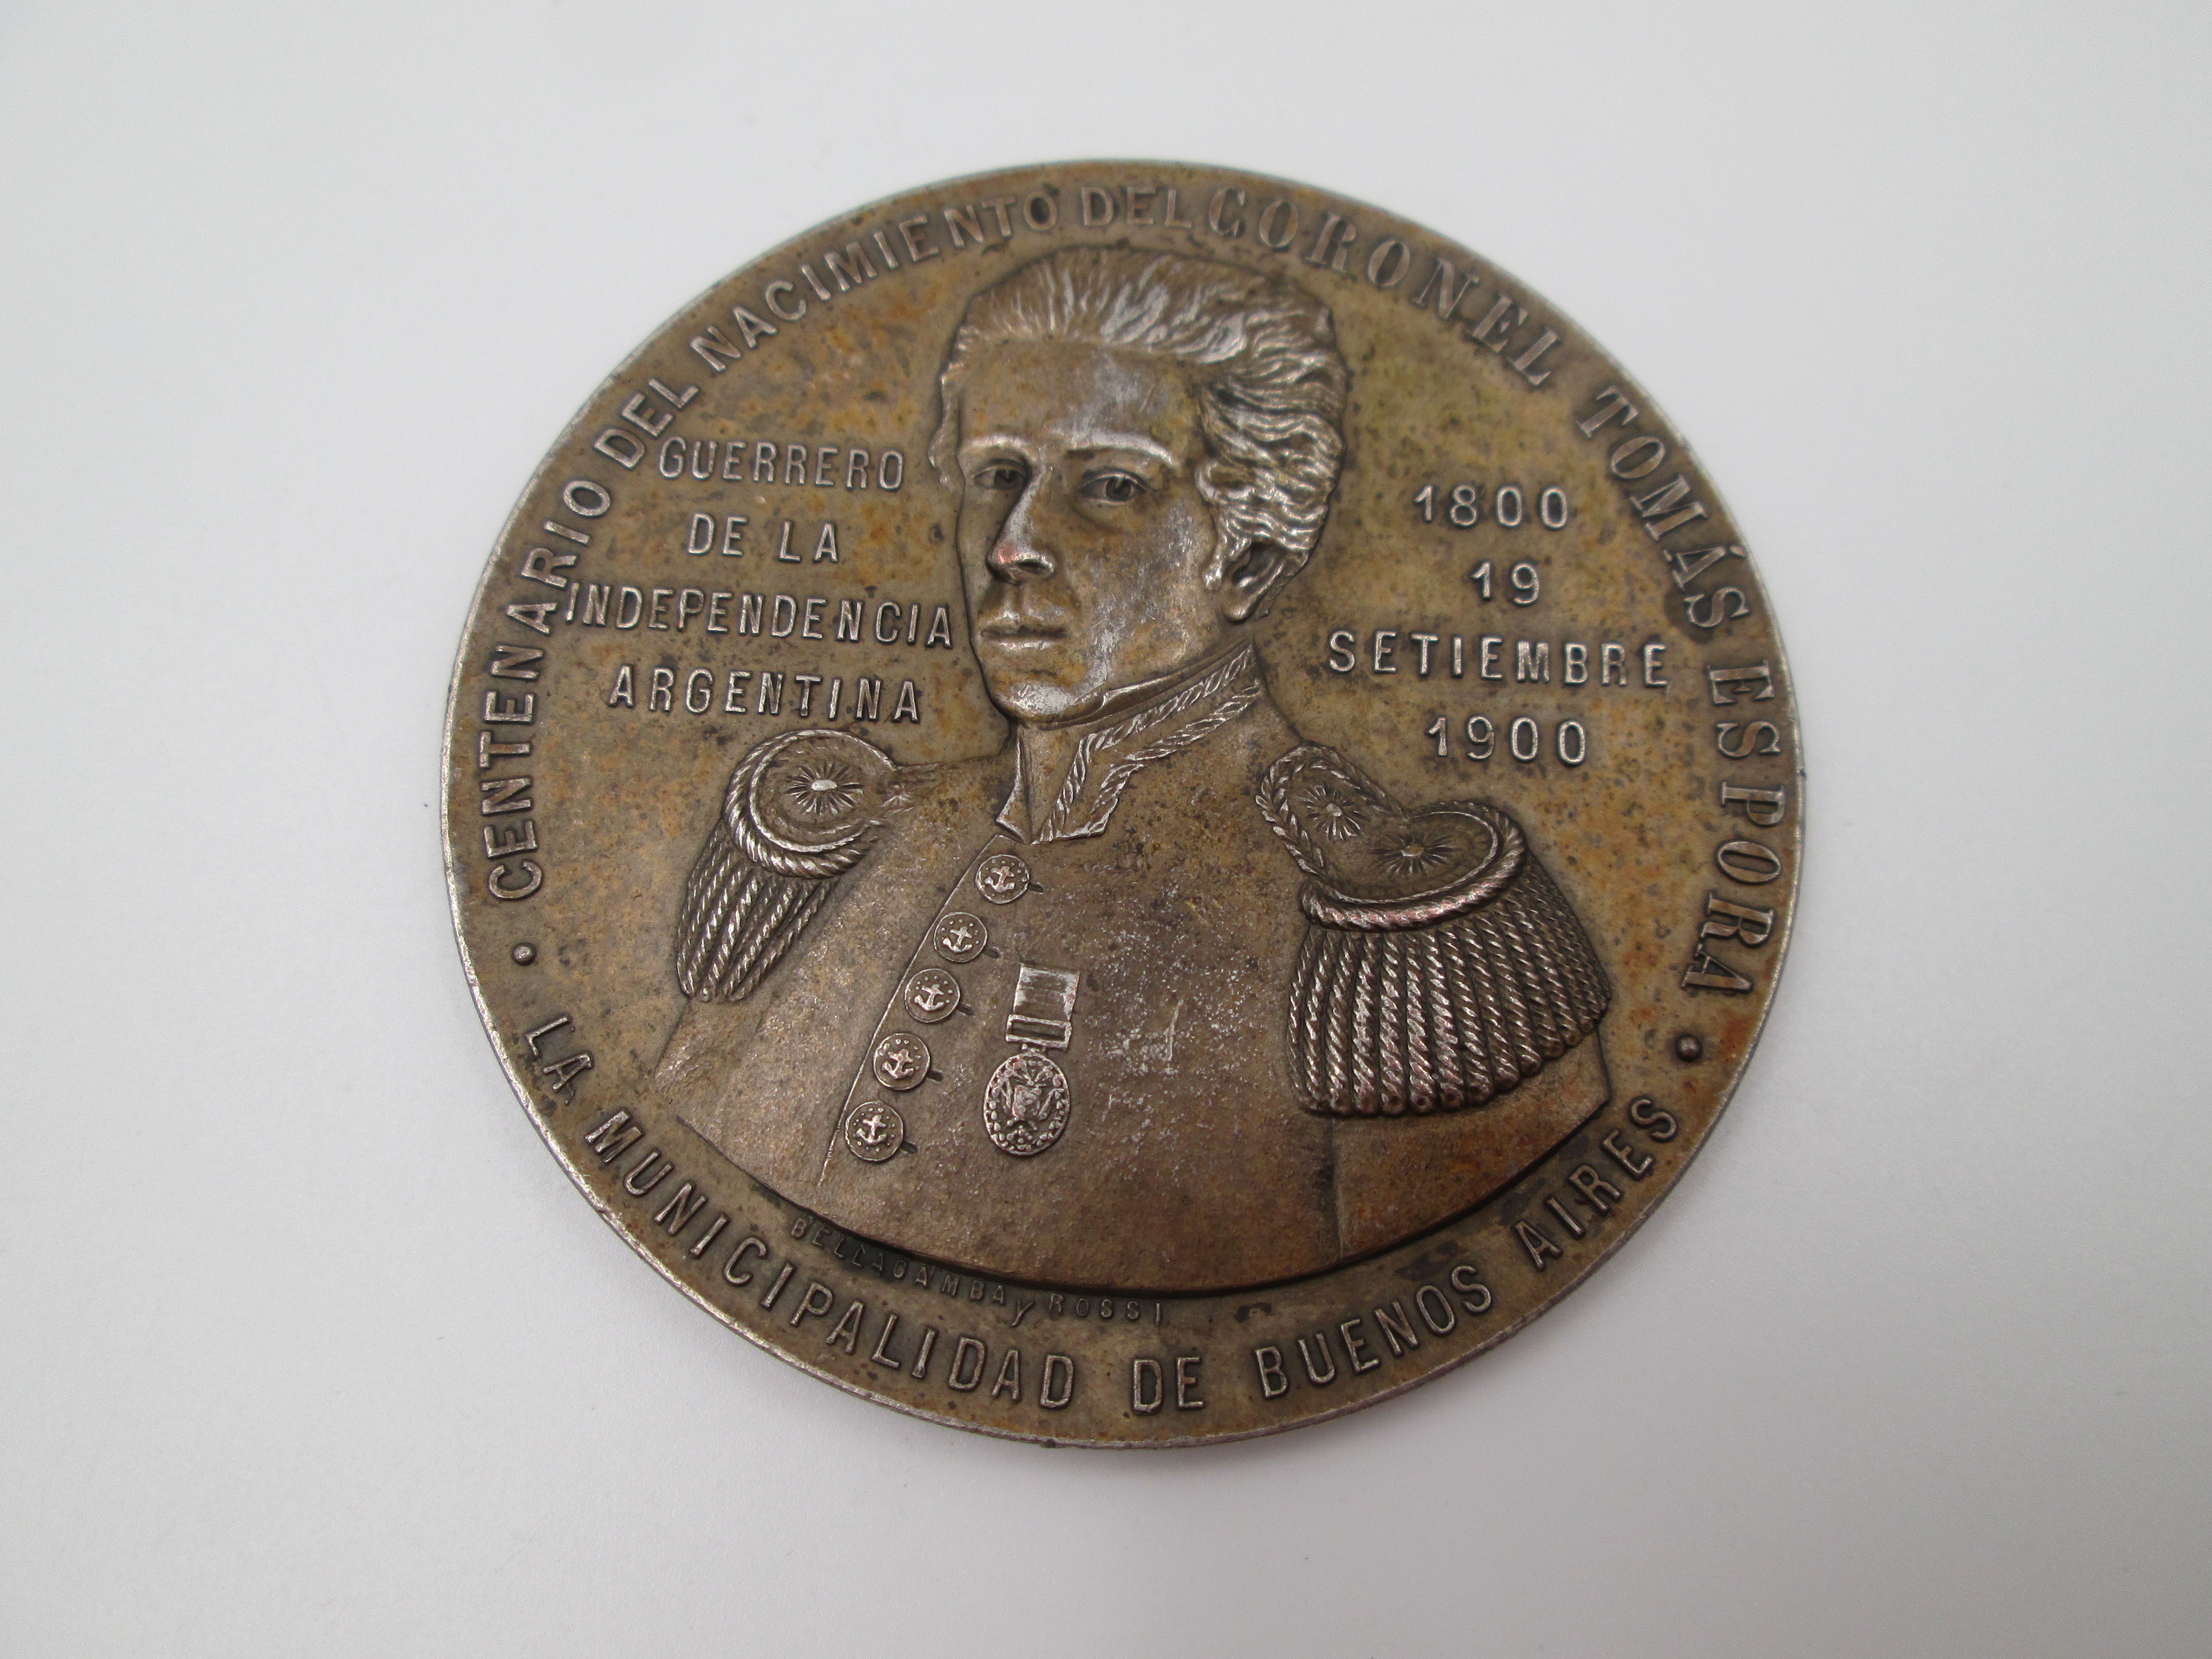 CENTENARIO DEL NACIMIENTO DEL CORONEL TOMÁS ESPORA
GUERRERO
DE LA
INDEPENDENCIA
ARGENTINA
1800
19
SETIEMBRE
1900
BELLAGAMBA y ROSSI
LA MUNICIPALIDAD DE BUENOS AIRES